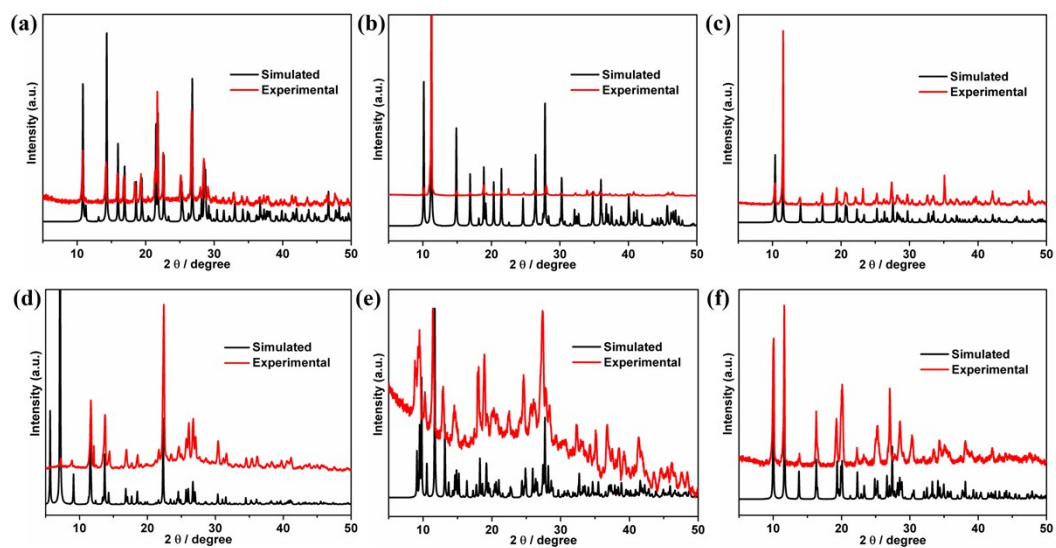 (a)
Intensity (a.u.)
Simulated
Experimental
10 20 30 40 50
2 θ / degree
(b)
Intensity (a.u.)
Simulated
Experimental
10 20 30 40 50
2 θ / degree
(c)
Intensity (a.u.)
Simulated
Experimental
10 20 30 40 50
2 θ / degree
(d)
Intensity (a.u.)
Simulated
Experimental
10 20 30 40 50
2 θ / degree
(e)
Intensity (a.u.)
Simulated
Experimental
10 20 30 40 50
2 θ / degree
(f)
Intensity (a.u.)
Simulated
Experimental
10 20 30 40 50
2 θ / degree